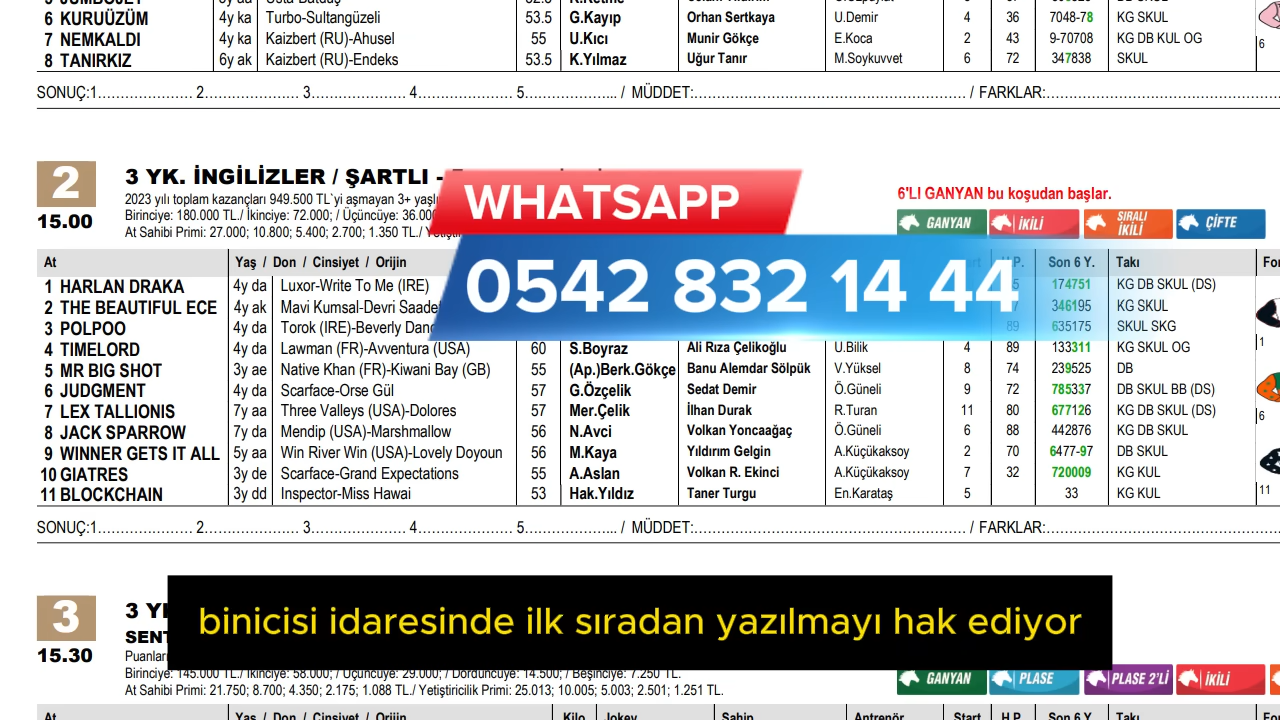 6 KURUÜZÜM 4y ka Turbo-Sultangüzeli 53.5 G.Kayıp Orhan Sertkaya U.Demir 4 36 7048-78 KG SKUL
7 NEMKALDI 4y ka Kaizbert (RU)-Ahusel 55 U.Kıcı Munir Gökçe E.Koca 2 43 9-70708 KG DB KUL OG 6
8 TANIRKIZ 6y ak Kaizbert (RU)-Endeks 53.5 K.Yılmaz Uğur Tanır M.Soykuvvet 6 72 347838 SKUL
SONUÇ:1........................ 2........................ 3........................ 4........................ 5..................... / MÜDDET:........................ / FARKLAR:........................
2 3 YK. İNGİLİZLER / ŞARTLI -
15.00
2023 yılı toplam kazançları 949.500 TL`yi aşmayan 3+ yaşlı
Birinciye: 180.000 TL./ İkinciye: 72.000; / Üçüncüye: 36.000
At Sahibi Primi: 27.000; 10.800; 5.400; 2.700; 1.350 TL./
6'LI GANYAN bu koşudan başlar.
GANYAN İKİLİ SIRALI İKİLİ ÇİFTE
WHATSAPP
0542 832 14 44
At Yaş / Don / Cinsiyet / Orijin H.P. Son 6 Y. Takı
1 HARLAN DRAKA 4y da Luxor-Write To Me (IRE) 174751 KG DB SKUL (DS)
2 THE BEAUTIFUL ECE 4y ak Mavi Kumsal-Devri 346195 KG SKUL
3 POLPOO 4y da Torok (IRE)-Beverly 89 635175 SKUL SKG
4 TIMELORD 4y da Lawman (FR)-Avventura (USA) 60 S.Boyraz Ali Rıza Çelikoğlu U.Bilik 4 89 133311 KG SKUL OG 1
5 MR BIG SHOT 3y ae Native Khan (FR)-Kiwani Bay (GB) 55 (Ap.)Berk.Gökçe Banu Alemdar Sölpük V.Yüksel 8 74 239525 DB
6 JUDGMENT 4y da Scarface-Orse Gül 57 G.Özçelik Sedat Demir Ö.Güneli 9 72 785337 DB SKUL BB (DS)
7 LEX TALLIONIS 7y aa Three Valleys (USA)-Dolores 57 Mer.Çelik İlhan Durak R.Turan 11 80 677126 KG DB SKUL (DS) 6
8 JACK SPARROW 7y da Mendip (USA)-Marshmallow 56 N.Avci Volkan Yoncaağaç Ö.Güneli 6 88 442876 KG DB SKUL
9 WINNER GETS IT ALL 5y aa Win River Win (USA)-Lovely Doyoun 56 M.Kaya Yıldırım Gelgin A.Küçükaksoy 2 70 6477-97 DB SKUL
10 GIATRES 3y de Scarface-Grand Expectations 55 A.Aslan Volkan R. Ekinci A.Küçükaksoy 7 32 720009 KG KUL
11 BLOCKCHAIN 3y dd Inspector-Miss Hawai 53 Hak.Yıldız Taner Turgu En.Karataş 5 33 KG KUL 11
SONUÇ:1........................ 2........................ 3........................ 4........................ 5..................... / MÜDDET:........................ / FARKLAR:........................
binicisi idaresinde ilk sıradan yazılmayı hak ediyor
3
15.30
Birinciye: 145.000 TL./ İkinciye: 58.000; / Üçüncüye: 29.000; / Dördüncüye: 14.500; / Beşinciye: 7.250 TL.
At Sahibi Primi: 21.750; 8.700; 4.350; 2.175; 1.088 TL./ Yetiştiricilik Primi: 25.013; 10.005; 5.003; 2.501; 1.251 TL.
GANYAN PLASE PLASE 2'Lİ İKİLİ
At Yaş / Don / Cinsiyet / Orijin Kilo Jokey Sahip Antrenör Start H.P. Son 6 Y. Takı